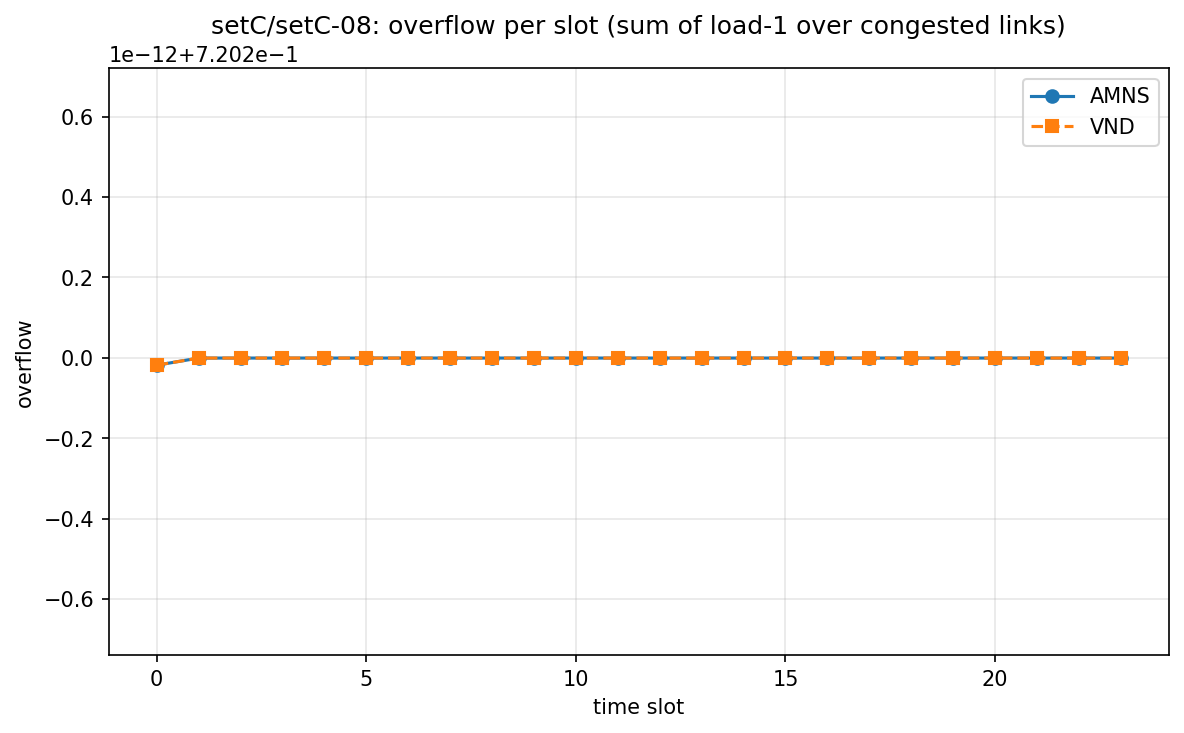 setC/setC-08: overflow per slot (sum of load-1 over congested links)
1e−12+7.202e−1
AMNS
VND
0.6
0.4
0.2
0.0
−0.2
−0.4
−0.6
overflow
0 5 10 15 20
time slot